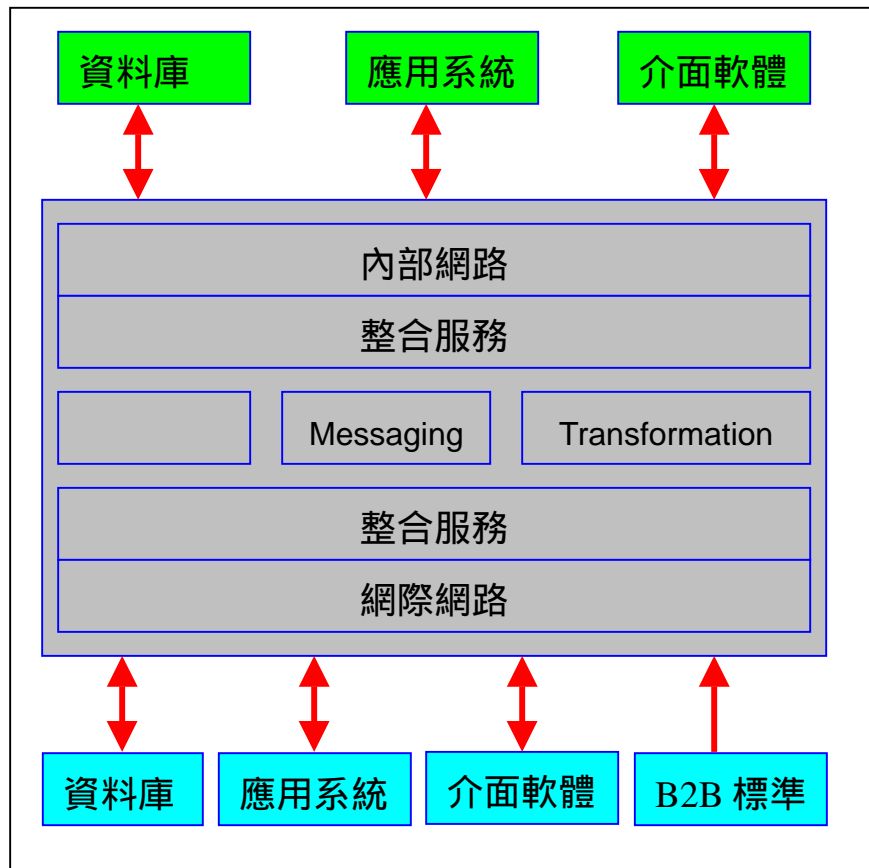 資料庫
應用系統
介面軟體
內部網路
整合服務
Messaging
Transformation
整合服務
網際網路
資料庫
應用系統
介面軟體
B2B 標準